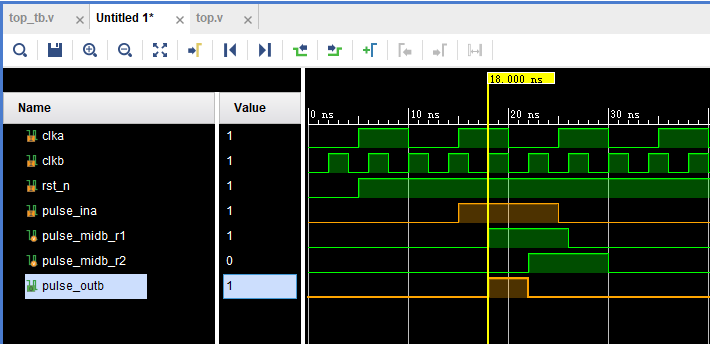 top_tb.v × Untitled 1* × top.v ×
18.000 ns
Name Value
0 ns 10 ns 20 ns 30 ns
clka 1
clkb 1
rst_n 1
pulse_ina 1
pulse_midb_r1 1
pulse_midb_r2 0
pulse_outb 1